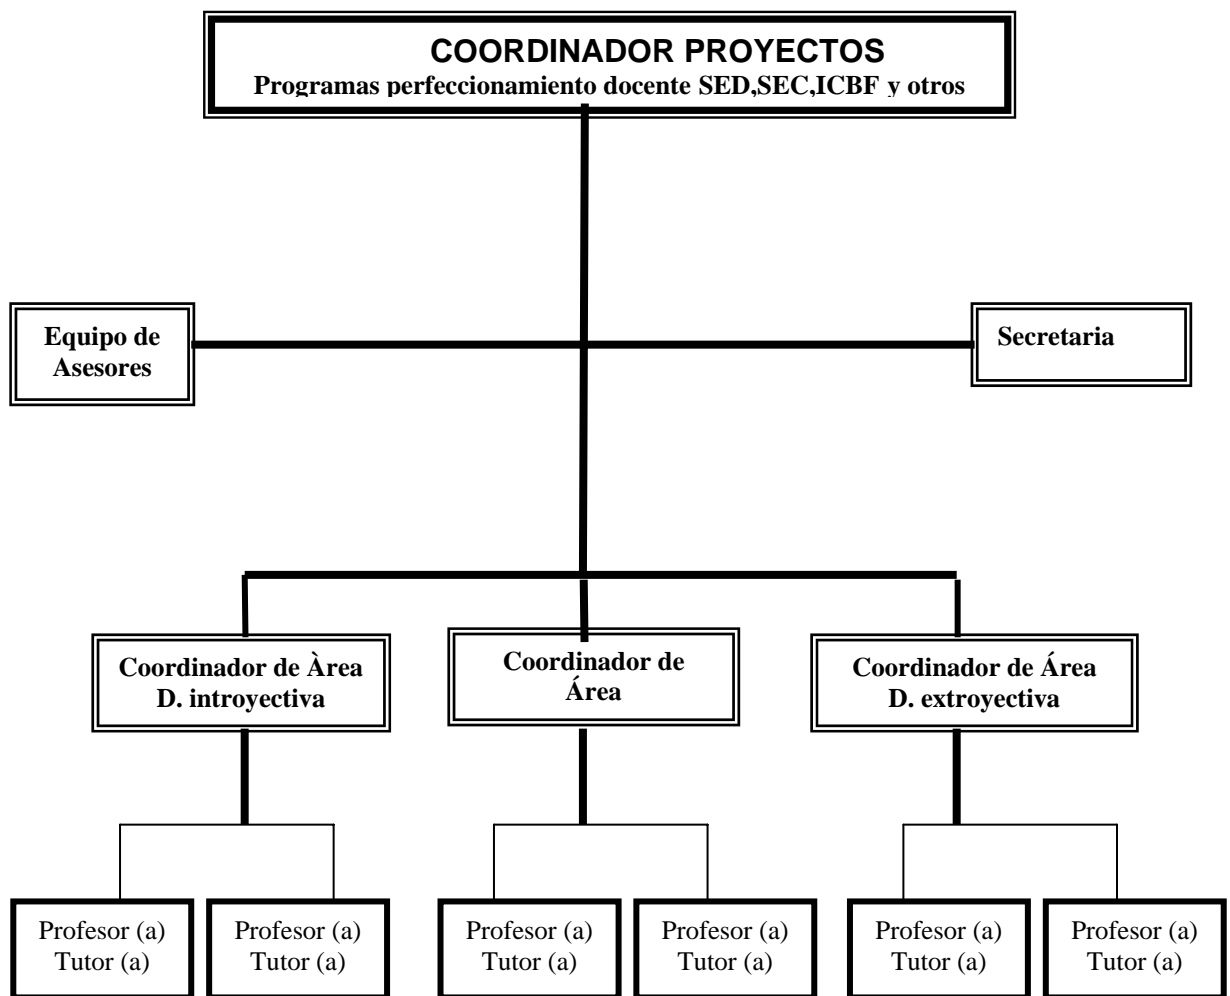 COORDINADOR PROYECTOS
Programas perfeccionamiento docente SED,SEC,ICBF y otros
Equipo de
Asesores
Secretaria
Coordinador de Àrea
D. introyectiva
Coordinador de
Área
Coordinador de Área
D. extroyectiva
Profesor (a)
Tutor (a)
Profesor (a)
Tutor (a)
Profesor (a)
Tutor (a)
Profesor (a)
Tutor (a)
Profesor (a)
Tutor (a)
Profesor (a)
Tutor (a)